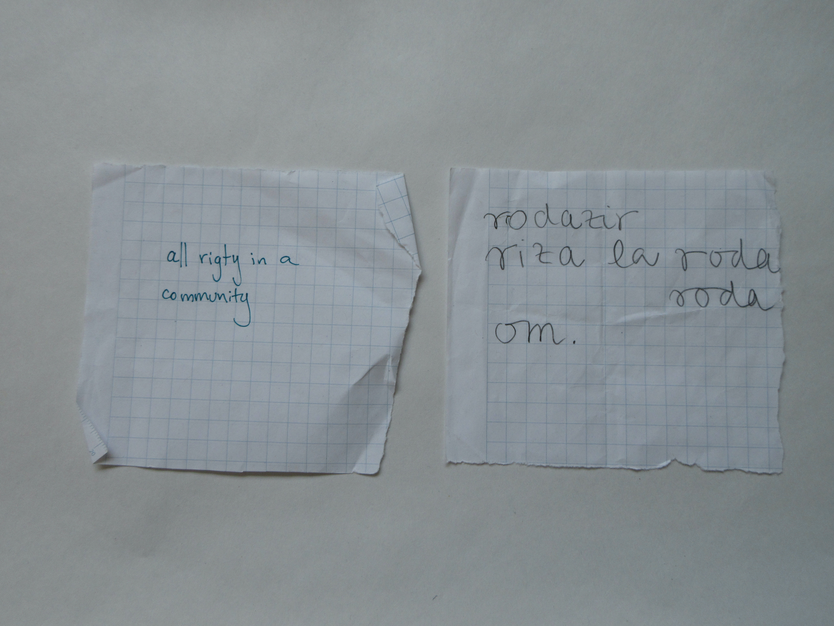 all rigty in a
community
rodazir
riza la roda
roda
om.